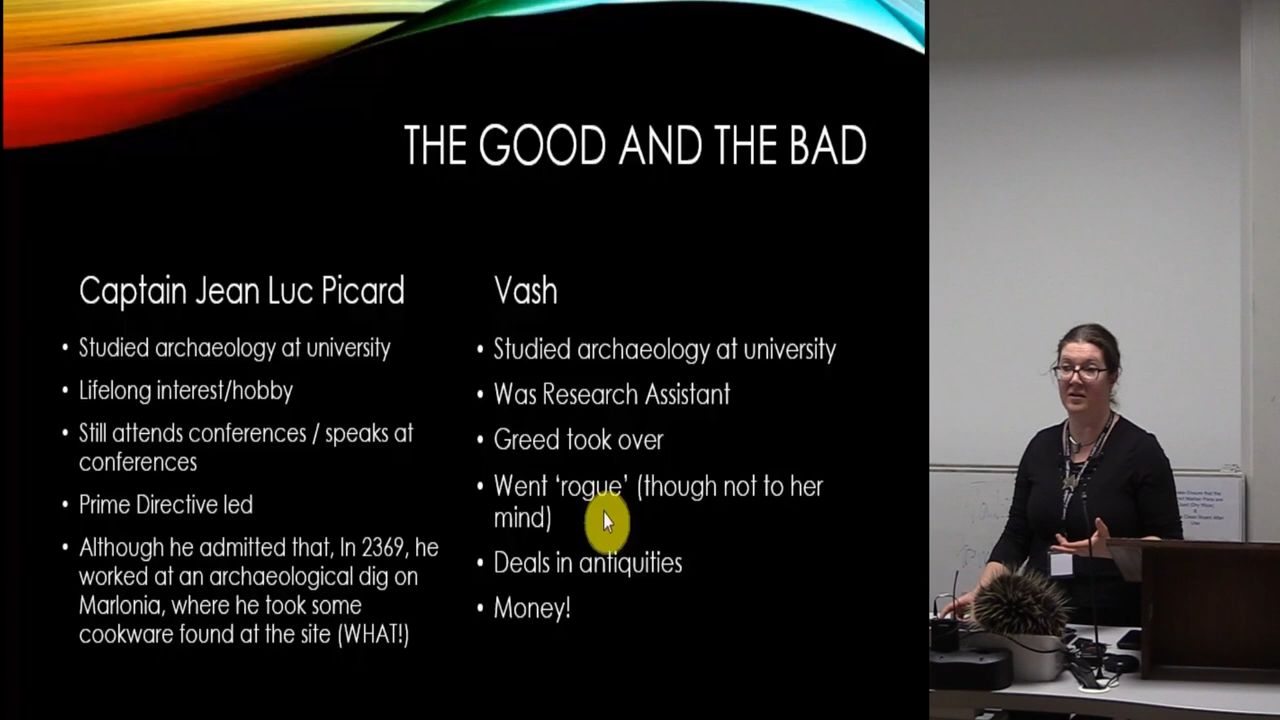 THE GOOD AND THE BAD
Captain Jean Luc Picard
• Studied archaeology at university
• Lifelong interest/hobby
• Still attends conferences / speaks at
conferences
• Prime Directive led
• Although he admitted that, In 2369, he
worked at an archaeological dig on
Marlonia, where he took some
cookware found at the site (WHAT!)
Vash
• Studied archaeology at university
• Was Research Assistant
• Greed took over
• Went ‘rogue’ (though not to her
mind)
• Deals in antiquities
• Money!
Ensure that the